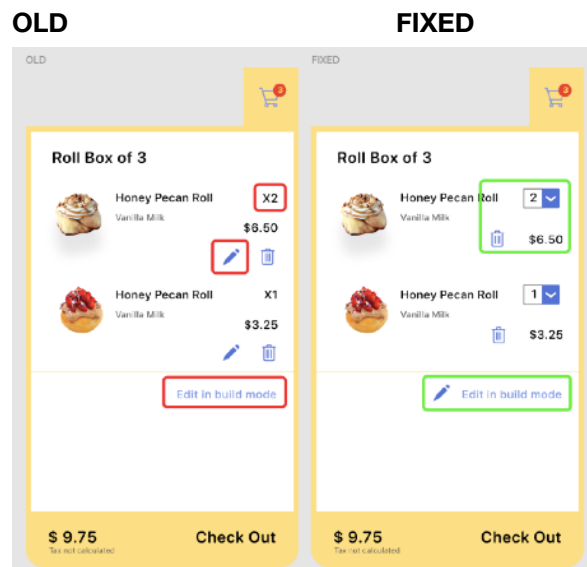 OLD
FIXED
OLD
3
Roll Box of 3
Honey Pecan Roll X2
Vanilla Milk
$6.50
Honey Pecan Roll X1
Vanilla Milk
$3.25
Edit in build mode
$ 9.75 Check Out
Tax not calculated
FIXED
3
Roll Box of 3
Honey Pecan Roll 2
Vanilla Milk
$6.50
Honey Pecan Roll 1
Vanilla Milk
$3.25
Edit in build mode
$ 9.75 Check Out
Tax not calculated